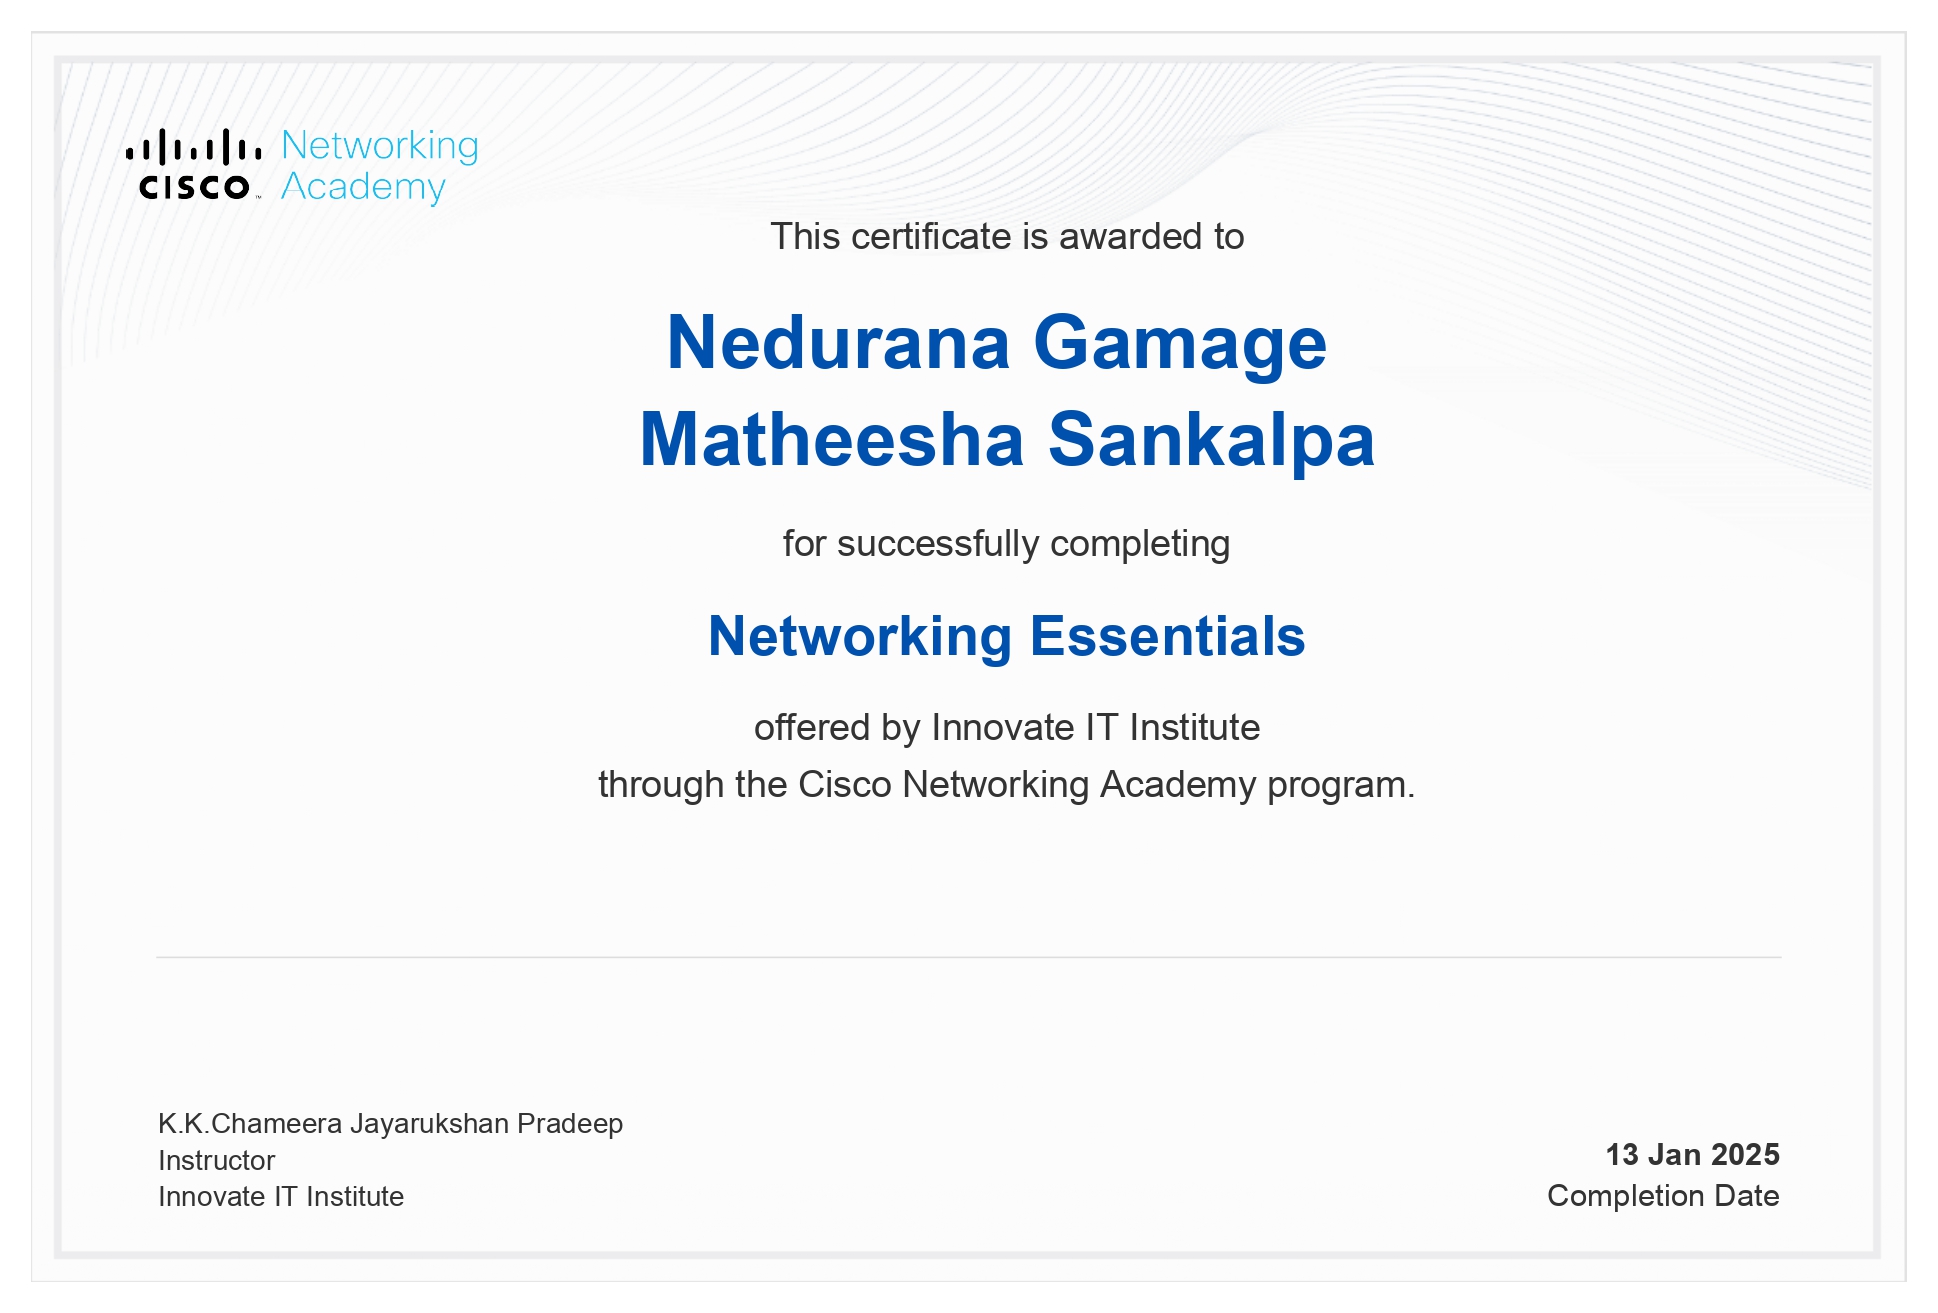 Networking
Academy
CISCO
This certificate is awarded to
Nedurana Gamage
Matheesha Sankalpa
for successfully completing
Networking Essentials
offered by Innovate IT Institute
through the Cisco Networking Academy program.
K.K.Chameera Jayarukshan Pradeep
Instructor
Innovate IT Institute
13 Jan 2025
Completion Date